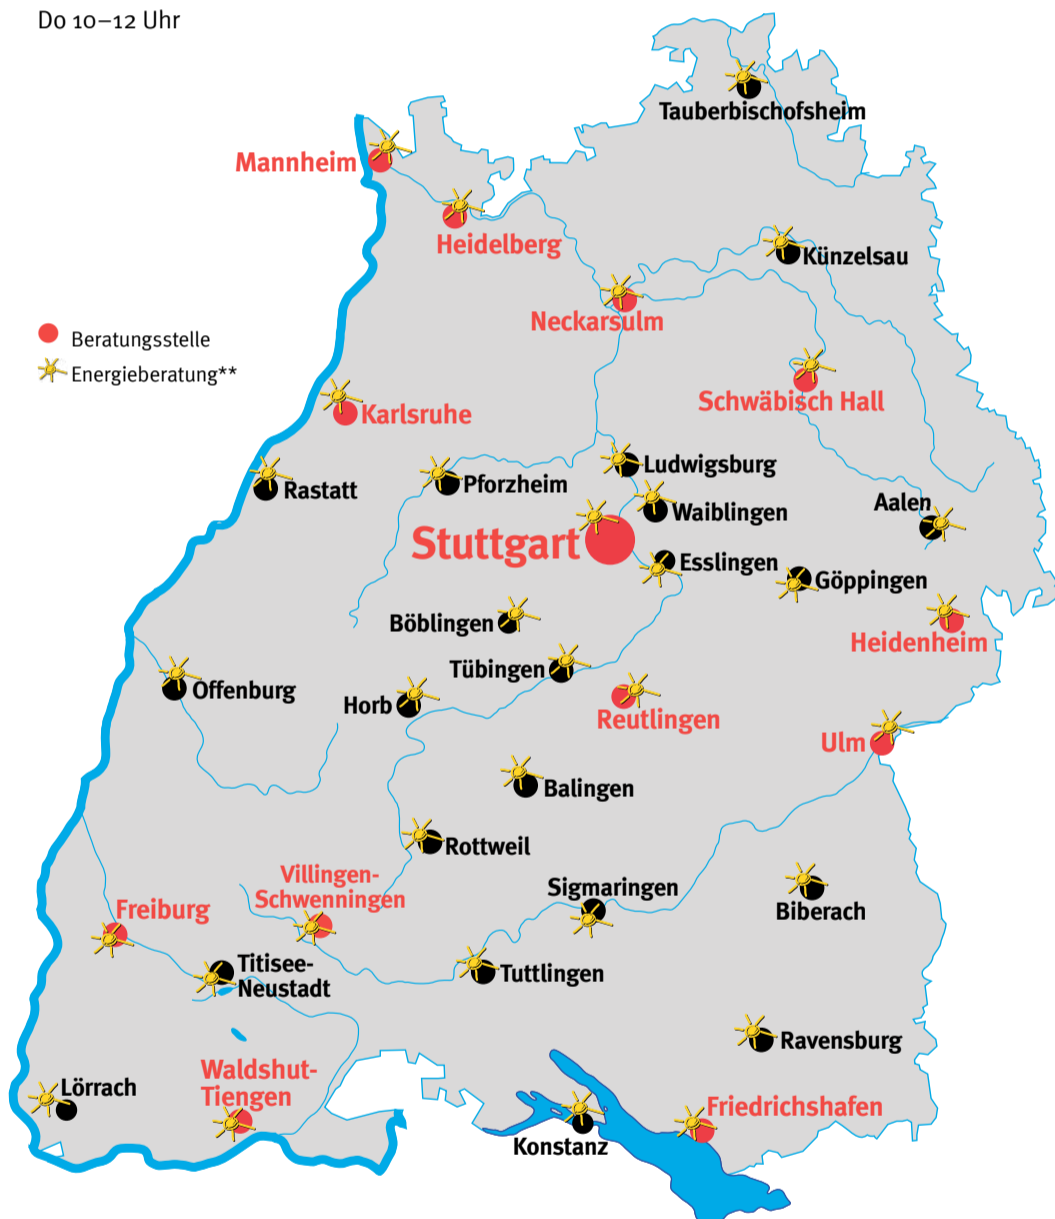 Do 10–12 Uhr
Tauberbischofsheim
Mannheim
Heidelberg
Künzelsau
Neckarsulm
Beratungsstelle
Energieberatung**
Schwäbisch Hall
Karlsruhe
Ludwigsburg
Pforzheim
Rastatt
Waiblingen
Aalen
Stuttgart
Esslingen
Göppingen
Böblingen
Heidenheim
Tübingen
Offenburg
Horb
Reutlingen
Ulm
Balingen
Rottweil
Villingen-
Schwenningen
Sigmaringen
Biberach
Freiburg
Titisee-
Neustadt
Tuttlingen
Ravensburg
Waldshut-
Tiengen
Lörrach
Friedrichshafen
Konstanz